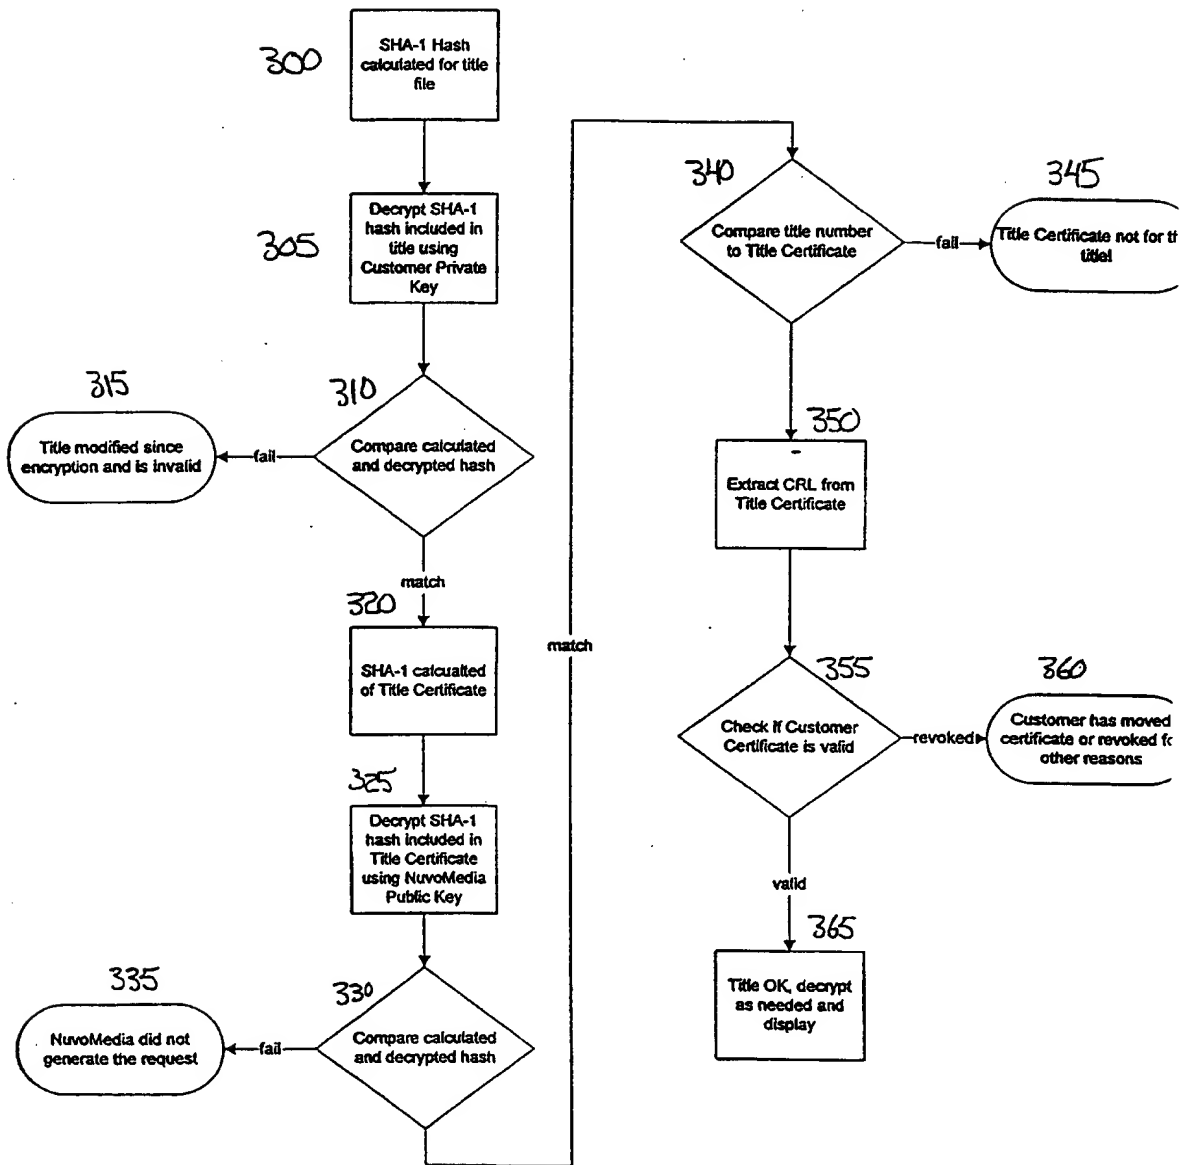 300
SHA-1 Hash
calculated for title
file
305
Decrypt SHA-1
hash included in
title using
Customer Private
Key
310
Compare calculated
and decrypted hash
fail
315
Title modified since
encryption and is invalid
match
320
SHA-1 calcualted
of Title Certificate
325
Decrypt SHA-1
hash included in
Title Certificate
using NuvoMedia
Public Key
330
Compare calculated
and decrypted hash
fail
335
NuvoMedia did not
generate the request
match
340
Compare title number
to Title Certificate
fail
345
Title Certificate not for
title!
350
Extract CRL from
Title Certificate
355
Check if Customer
Certificate is valid
revoked
360
Customer has moved
certificate or revoked
other reasons
valid
365
Title OK, decrypt
as needed and
display